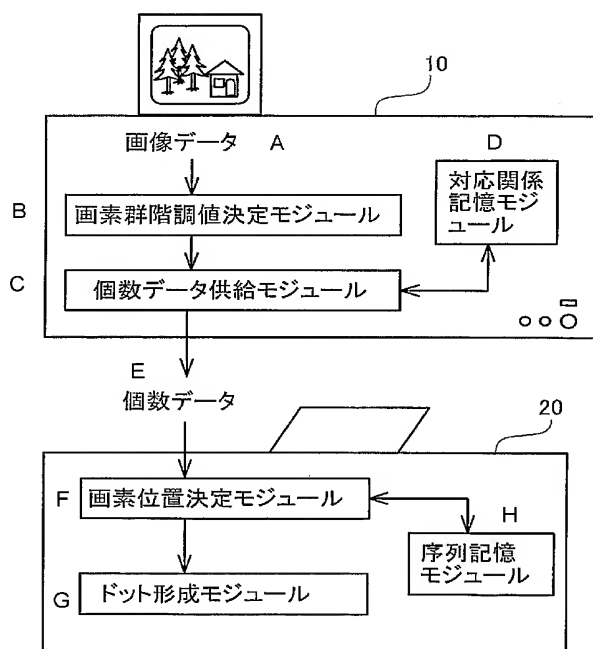 10
画像データ A
D
対応関係
記憶モジ
ュール
B 画素群階調値決定モジュール
C 個数データ供給モジュール
E
個数データ
20
F 画素位置決定モジュール
H
序列記憶
モジュール
G ドット形成モジュール